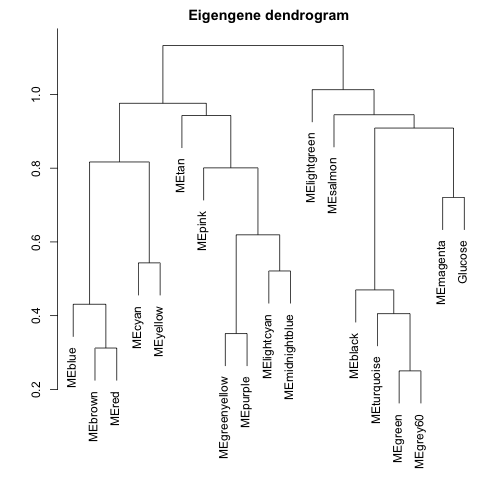 Eigengene dendrogram
1.0
0.8
0.6
0.4
0.2
MEblue
MEbrown
MEred
MEcyan
MEyellow
MEtan
MEpink
MEgreenyellow
MEpurple
MElightcyan
MEmidnightblue
MElightgreen
MEsalmon
MEblack
MEturquoise
MEgreen
MEgrey60
MEmagenta
Glucose